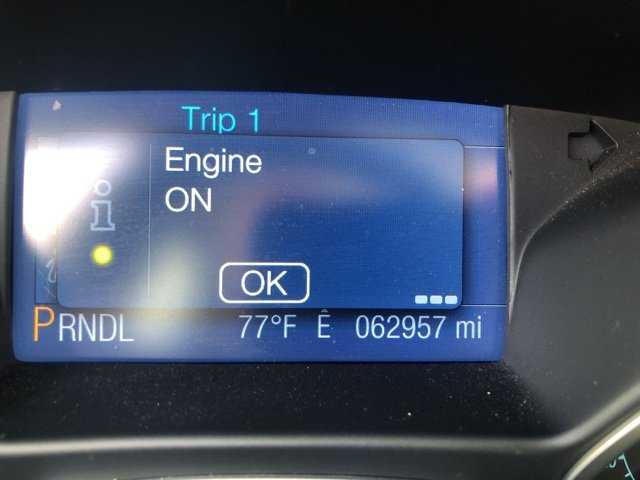 Trip 1
Engine
ON
OK
PRNDL 77°F Ê 062957 mi